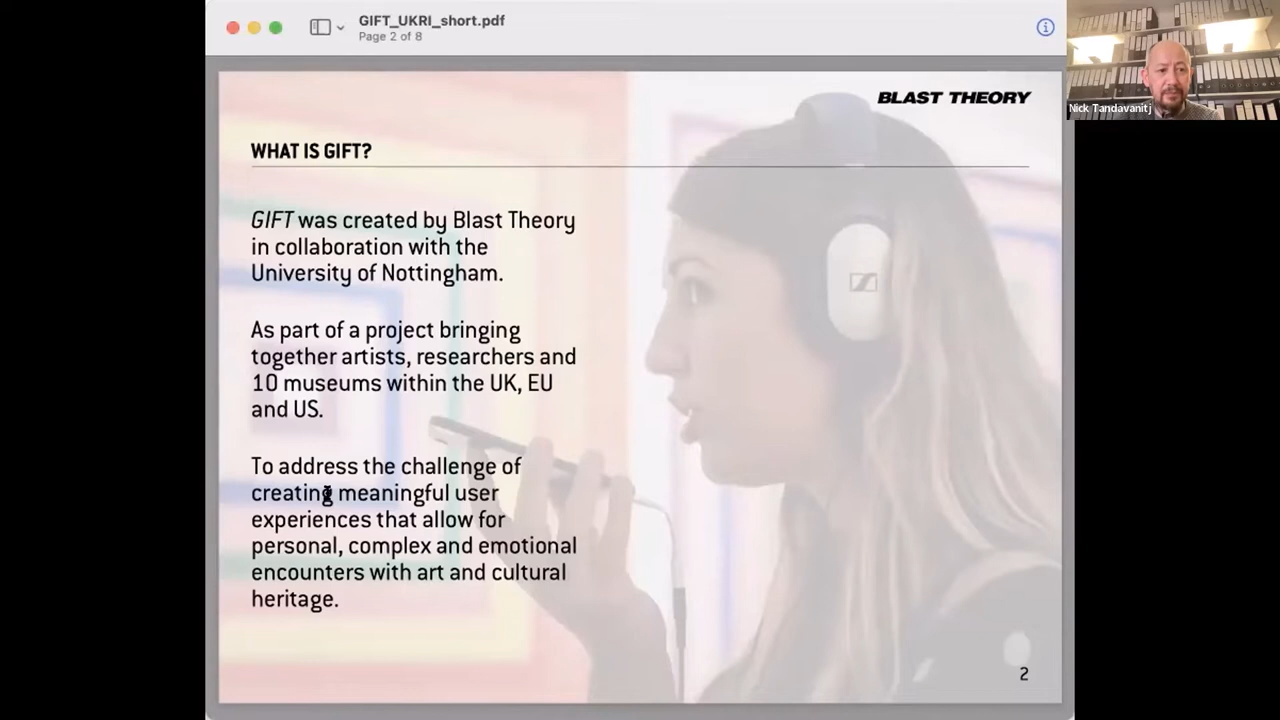 GIFT_UKRI_short.pdf
Page 2 of 8
BLAST THEORY
Nick Tandavanitj
WHAT IS GIFT?
GIFT was created by Blast Theory
in collaboration with the
University of Nottingham.
As part of a project bringing
together artists, researchers and
10 museums within the UK, EU
and US.
To address the challenge of
creating meaningful user
experiences that allow for
personal, complex and emotional
encounters with art and cultural
heritage.
2